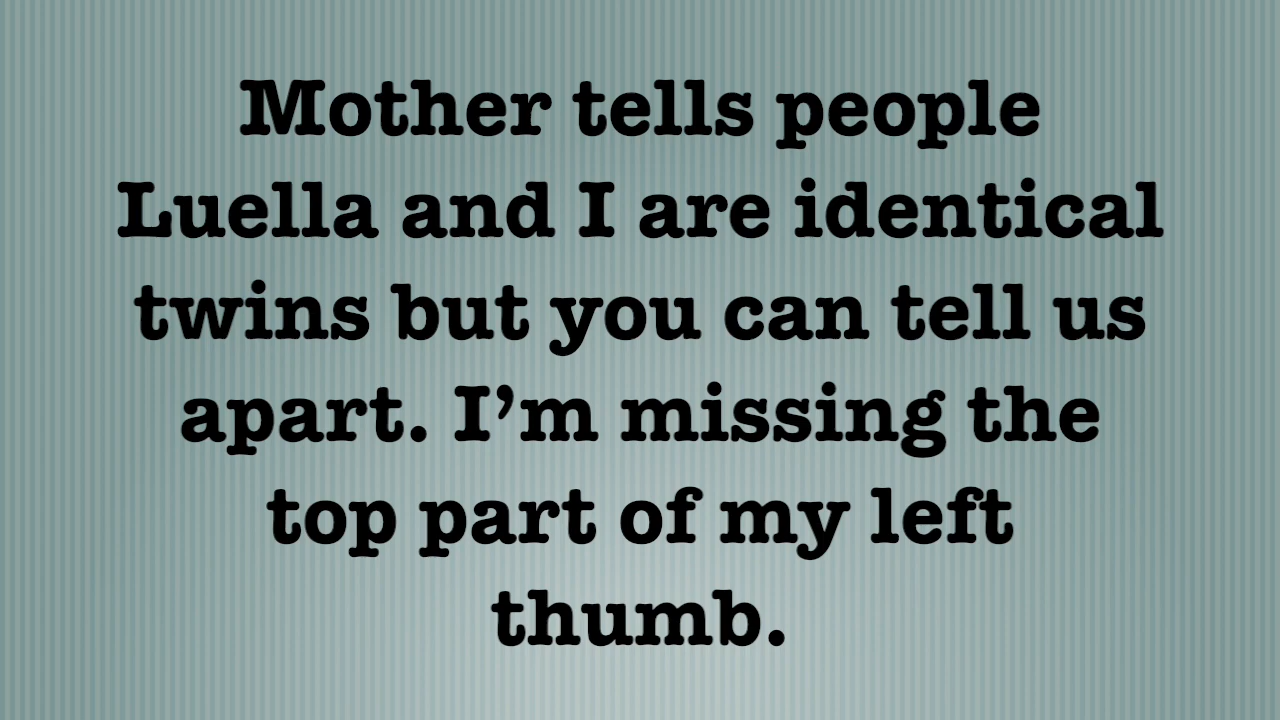 Mother tells people
Luella and I are identical
twins but you can tell us
apart. I’m missing the
top part of my left
thumb.